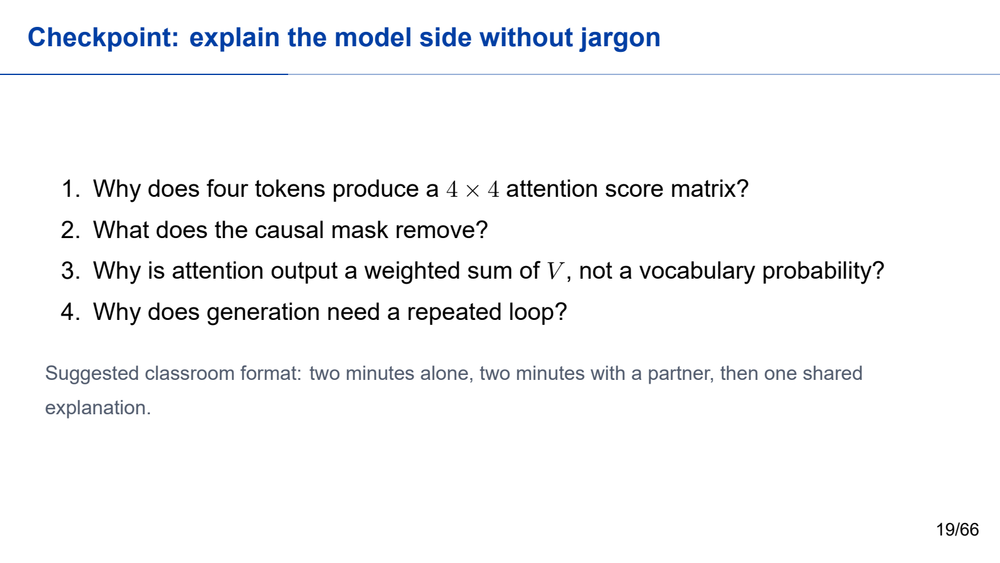 Checkpoint: explain the model side without jargon
1. Why does four tokens produce a 4 × 4 attention score matrix?
2. What does the causal mask remove?
3. Why is attention output a weighted sum of V, not a vocabulary probability?
4. Why does generation need a repeated loop?
Suggested classroom format: two minutes alone, two minutes with a partner, then one shared
explanation.
19/66